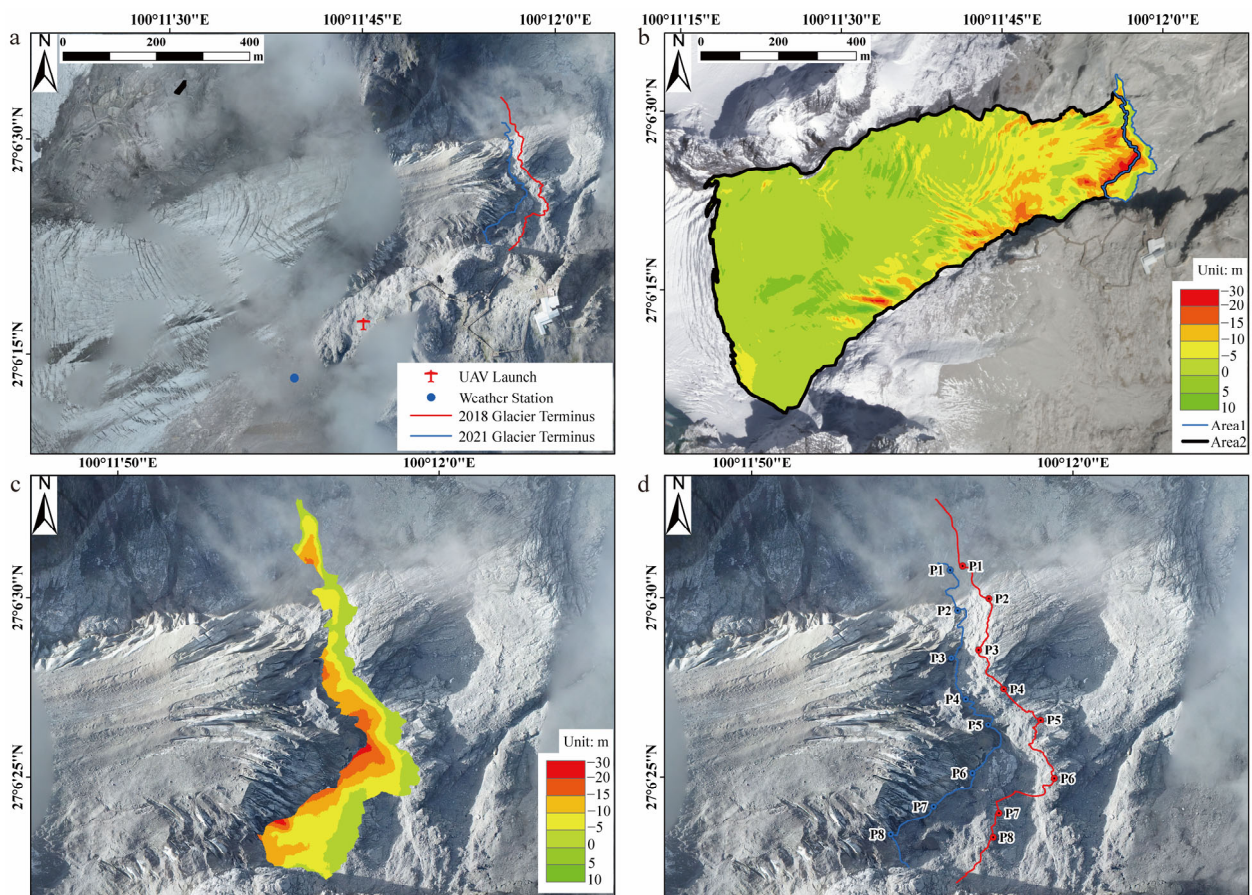 100°11'30"E
100°11'45"E
100°12'0"E
a
N
0
200
400
m
27°6'30"N
27°6'15"N
UAV Launch
Weather Station
2018 Glacier Terminus
2021 Glacier Terminus
100°11'15"E
100°11'30"E
100°11'45"E
100°12'0"E
b
N
0
200
400
m
27°6'30"N
27°6'15"N
Unit: m
−30
−20
−15
−10
−5
0
5
10
Area1
Area2
100°11'50"E
100°12'0"E
c
N
27°6'30"N
27°6'25"N
Unit: m
−30
−20
−15
−10
−5
0
5
10
100°11'50"E
100°12'0"E
d
N
27°6'30"N
27°6'25"N
P1
P1
P2
P2
P3
P3
P4
P4
P5
P5
P6
P6
P7
P7
P8
P8